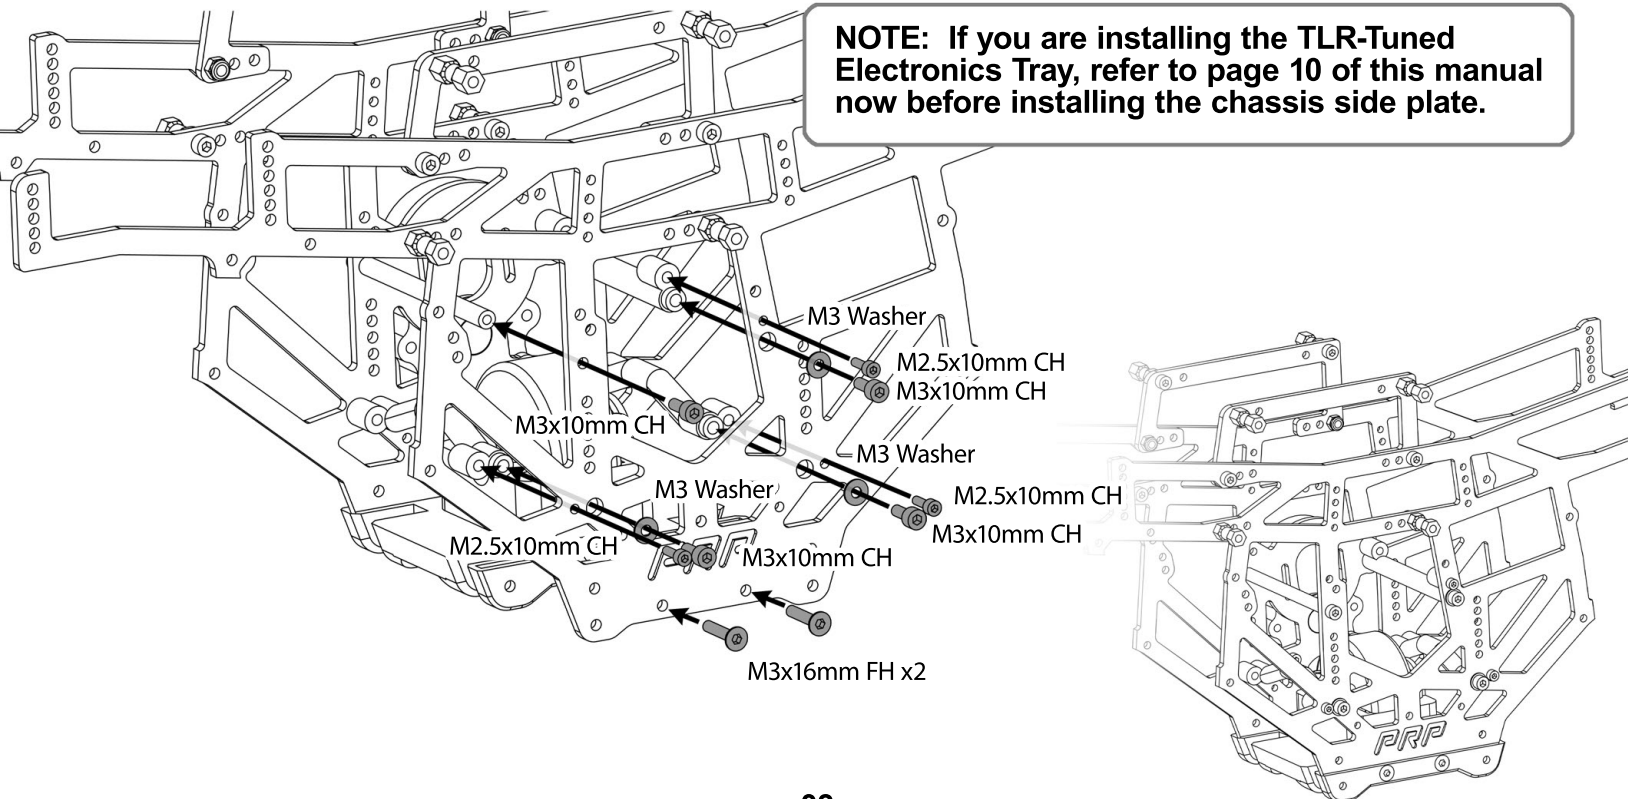 NOTE: If you are installing the TLR-Tuned
Electronics Tray, refer to page 10 of this manual
now before installing the chassis side plate.
M3 Washer
M2.5x10mm CH
M3x10mm CH
M3x10mm CH
M3 Washer
M3 Washer
M2.5x10mm CH
M3x10mm CH
M2.5x10mm CH
M3x10mm CH
M3x16mm FH x2
PRP